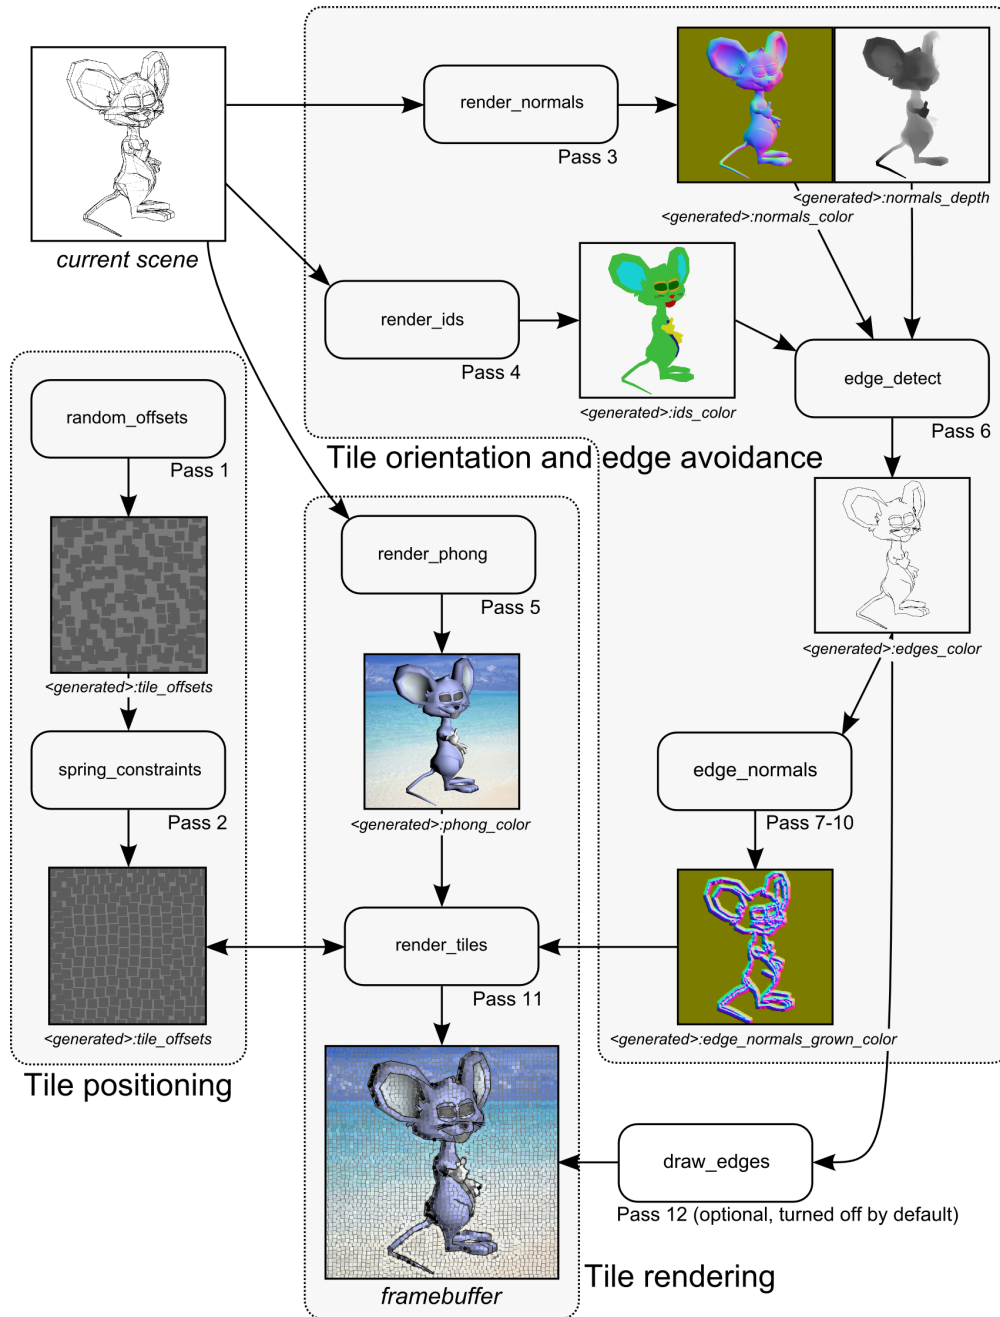 render_normals
Pass 3
<generated>:normals_depth
<generated>:normals_color
current scene
render_ids
Pass 4
<generated>:ids_color
edge_detect
Pass 6
random_offsets
Pass 1
Tile orientation and edge avoidance
render_phong
Pass 5
<generated>:edges_color
<generated>:tile_offsets
spring_constraints
Pass 2
edge_normals
Pass 7-10
<generated>:phong_color
render_tiles
Pass 11
<generated>:tile_offsets
<generated>:edge_normals_grown_color
Tile positioning
draw_edges
Pass 12 (optional, turned off by default)
Tile rendering
framebuffer